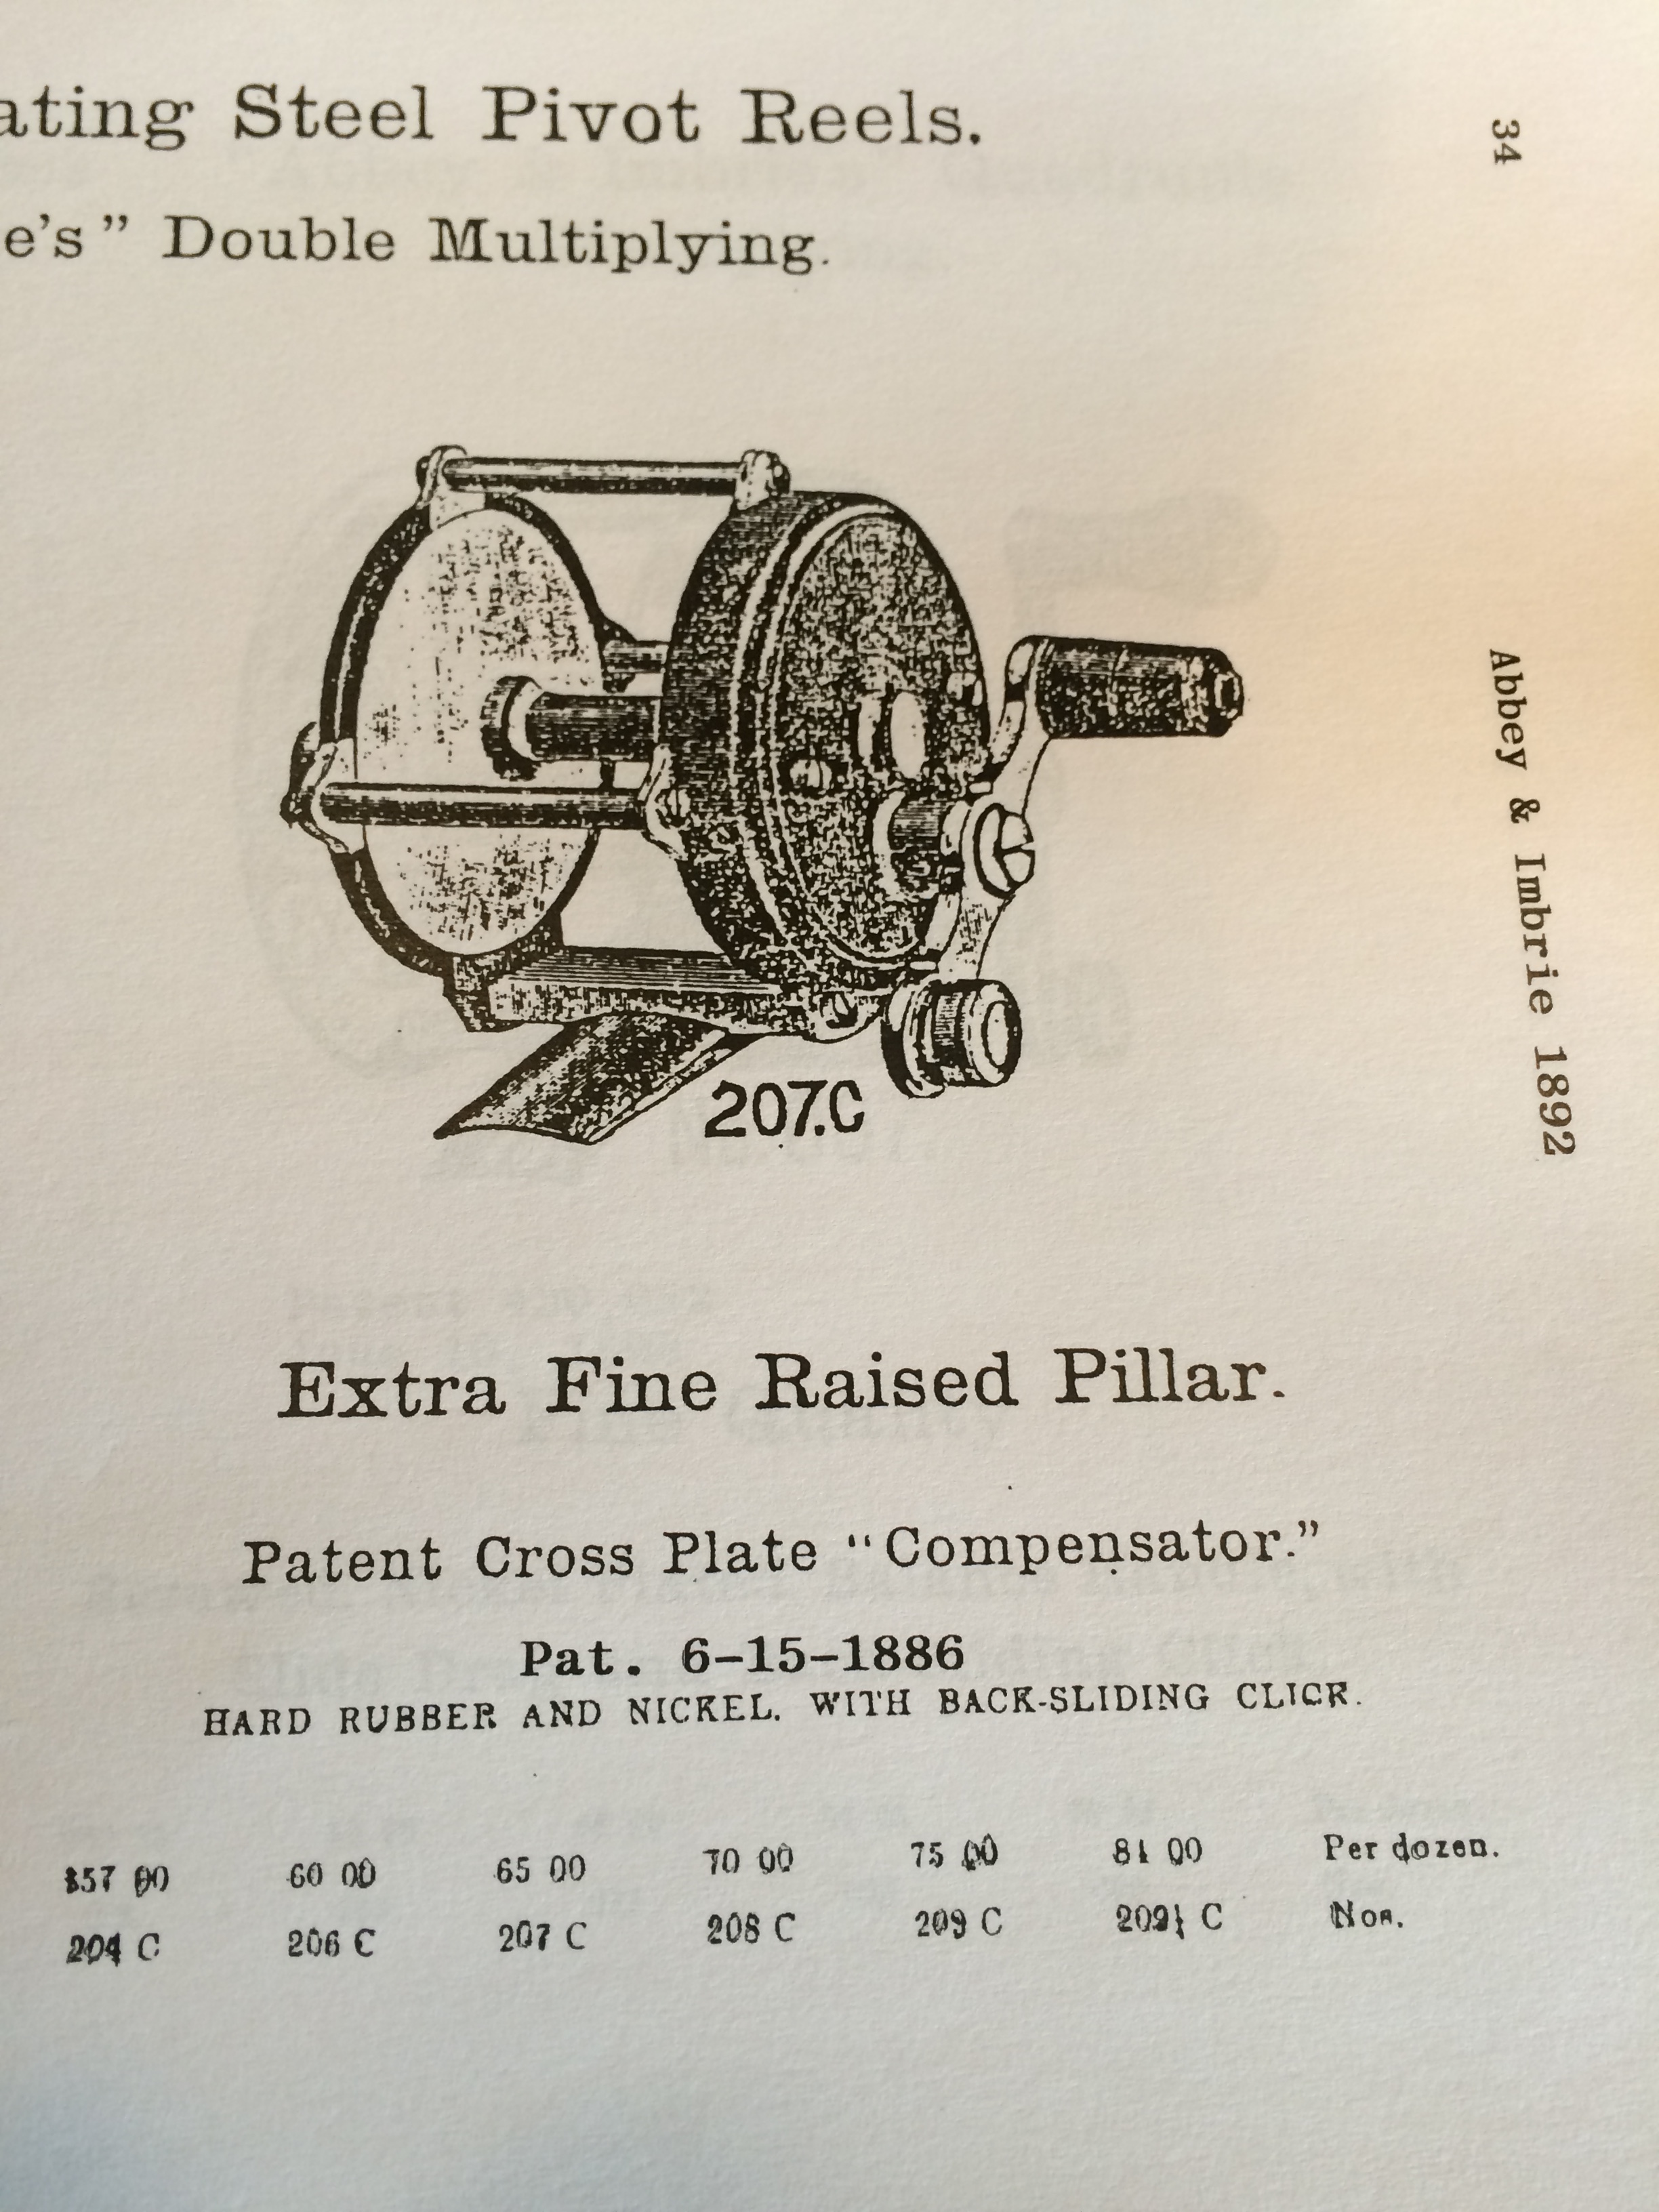 ating Steel Pivot Reels.
e's" Double Multiplying.
34
Abbey & Imbrie 1892
207.C
Extra Fine Raised Pillar.
Patent Cross Plate "Compensator."
Pat. 6-15-1886
HARD RUBBER AND NICKEL. WITH BACK-SLIDING CLICK.
$57 00 60 00 65 00 70 00 75 00 81 00 Per dozen.
204 C 206 C 207 C 208 C 209 C C Nos.